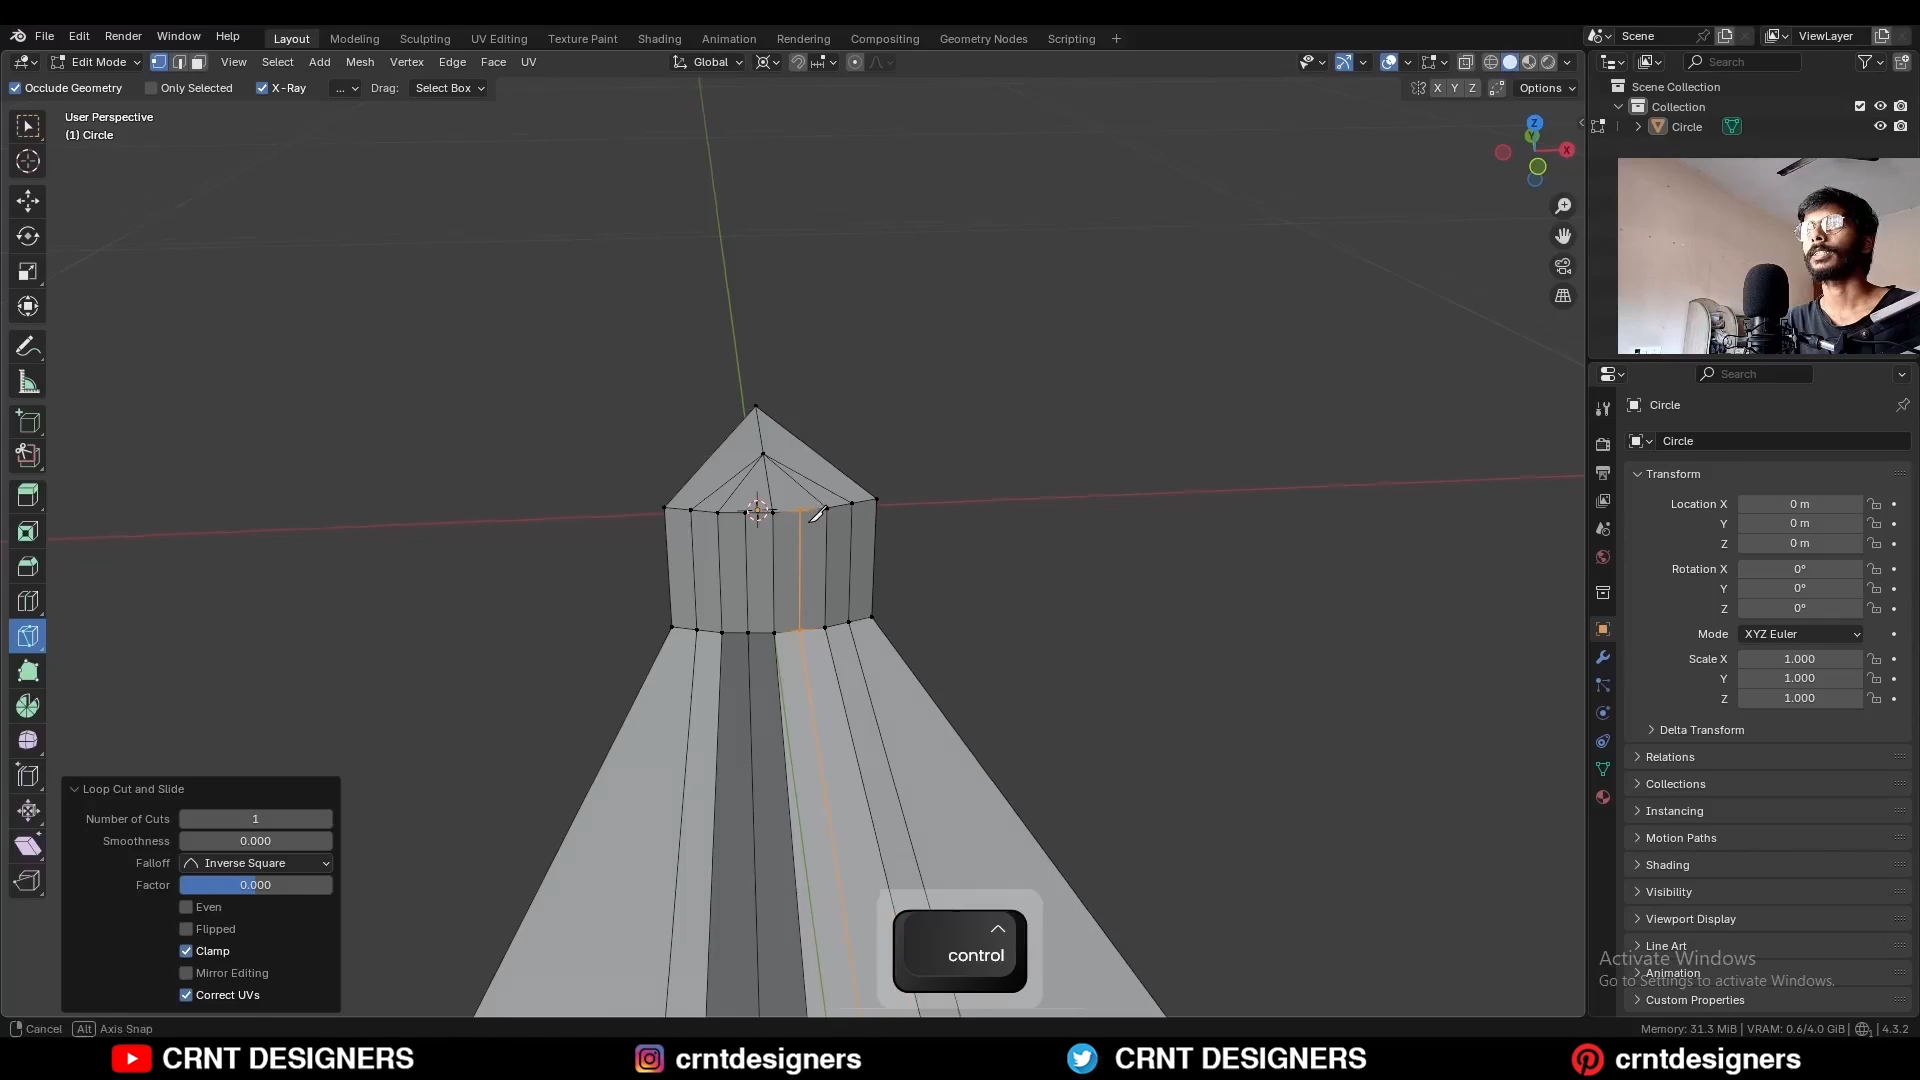 File Edit Render Window Help Layout Modeling Sculpting UV Editing Texture Paint Shading Animation Rendering Compositing Geometry Nodes Scripting + Scene ViewLayer
Edit Mode View Select Add Mesh Vertex Edge Face UV Global Search
Occlude Geometry Only Selected X-Ray ... Drag: Select Box X Y Z Options
Scene Collection
Collection
Circle
User Perspective
(1) Circle
Z
Y
X
Search
Circle
Circle
Transform
Location X 0 m
Y 0 m
Z 0 m
Rotation X 0°
Y 0°
Z 0°
Mode XYZ Euler
Scale X 1.000
Y 1.000
Z 1.000
Delta Transform
Relations
Collections
Instancing
Motion Paths
Shading
Visibility
Viewport Display
Line Art
Animation
Custom Properties
Activate Windows
Go to Settings to activate Windows.
Loop Cut and Slide
Number of Cuts 1
Smoothness 0.000
Falloff Inverse Square
Factor 0.000
Even
Flipped
Clamp
Mirror Editing
Correct UVs
control
Cancel Alt Axis Snap
Memory: 31.3 MiB | VRAM: 0.6/4.0 GiB | 4.3.2
CRNT DESIGNERS crntdesigners CRNT DESIGNERS crntdesigners